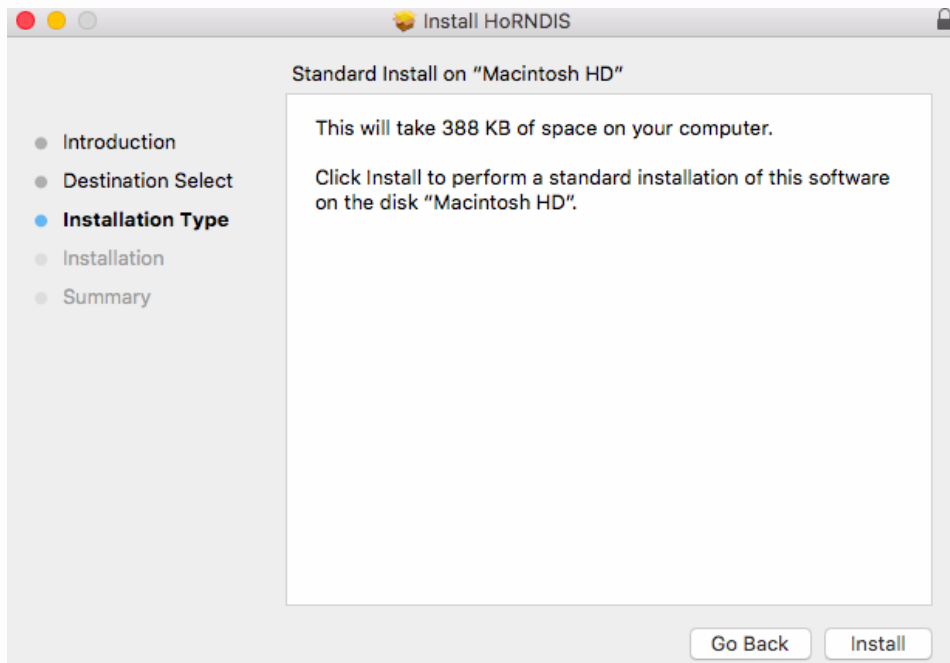 Install HoRNDIS
Standard Install on “Macintosh HD”
Introduction
Destination Select
Installation Type
Installation
Summary
This will take 388 KB of space on your computer.
Click Install to perform a standard installation of this software
on the disk “Macintosh HD”.
Go Back
Install